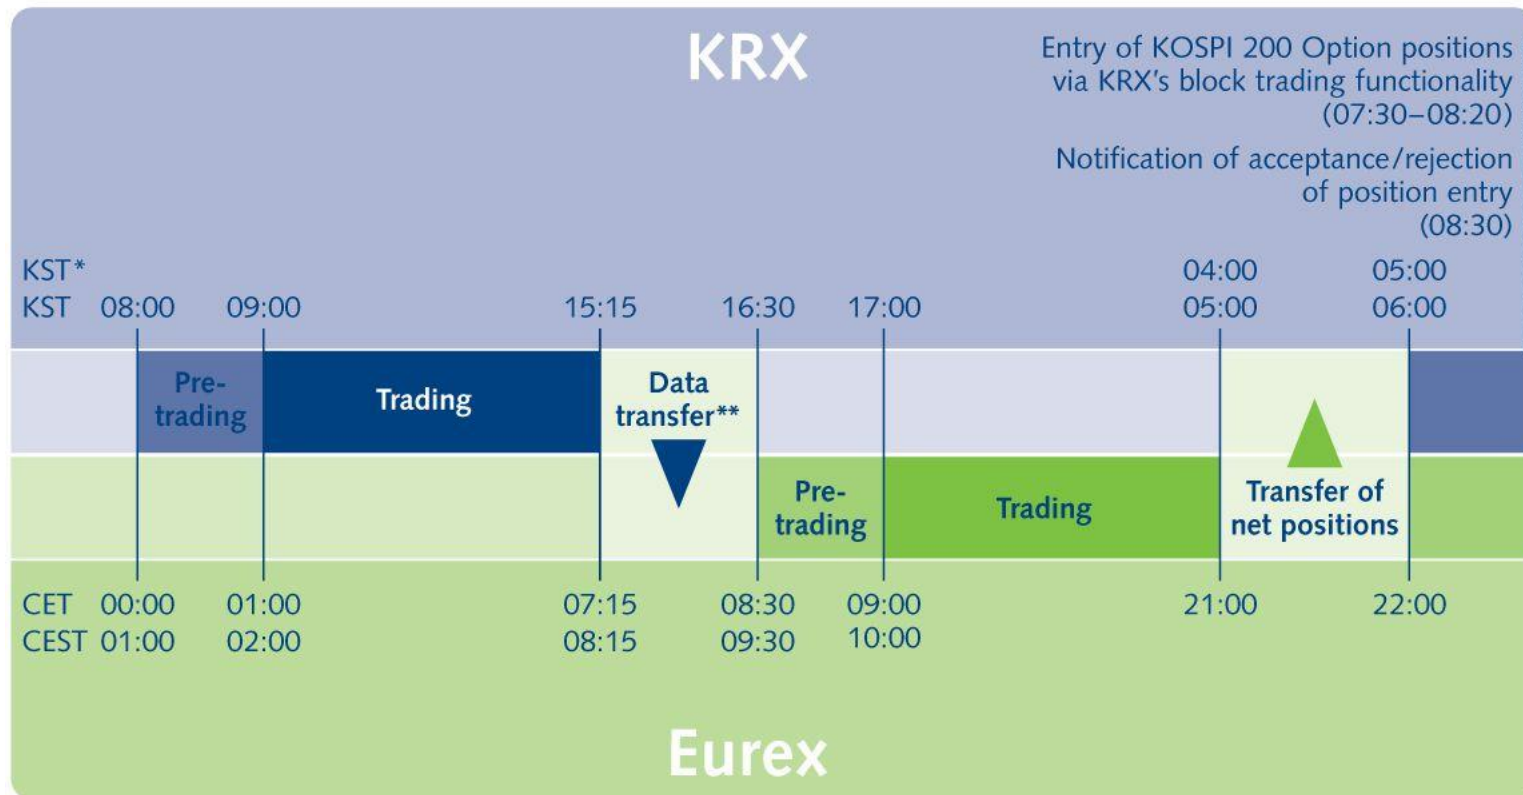 KRX
Entry of KOSPI 200 Option positions
via KRX's block trading functionality
(07:30–08:20)
Notification of acceptance/rejection
of position entry
(08:30)
KST* 04:00 05:00
KST 08:00 09:00 15:15 16:30 17:00 05:00 06:00
Pre-
trading
Trading
Data
transfer**
Pre-
trading
Trading
Transfer of
net positions
CET 00:00 01:00 07:15 08:30 09:00 21:00 22:00
CEST 01:00 02:00 08:15 09:30 10:00
Eurex